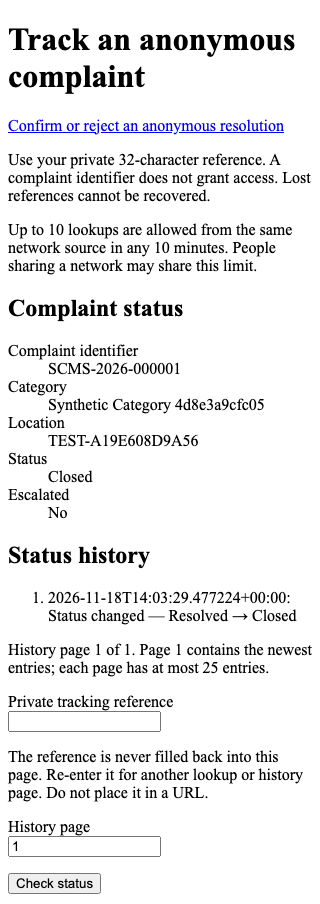 Track an anonymous
complaint
Confirm or reject an anonymous resolution
Use your private 32-character reference. A
complaint identifier does not grant access. Lost
references cannot be recovered.
Up to 10 lookups are allowed from the same
network source in any 10 minutes. People
sharing a network may share this limit.
Complaint status
Complaint identifier
SCMS-2026-000001
Category
Synthetic Category 4d8e3a9cfc05
Location
TEST-A19E608D9A56
Status
Closed
Escalated
No
Status history
1. 2026-11-18T14:03:29.477224+00:00:
Status changed — Resolved → Closed
History page 1 of 1. Page 1 contains the newest
entries; each page has at most 25 entries.
Private tracking reference
The reference is never filled back into this
page. Re-enter it for another lookup or history
page. Do not place it in a URL.
History page
1
Check status